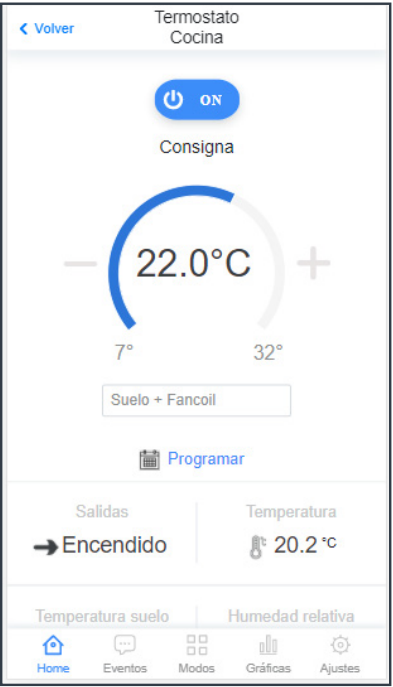 Volver
Termostato
Cocina
ON
Consigna
22.0°C
7°
32°
Suelo + Fancoil
Programar
Salidas
Temperatura
Encendido
20.2 °C
Temperatura suelo
Humedad relativa
Home
Eventos
Modos
Gráficas
Ajustes